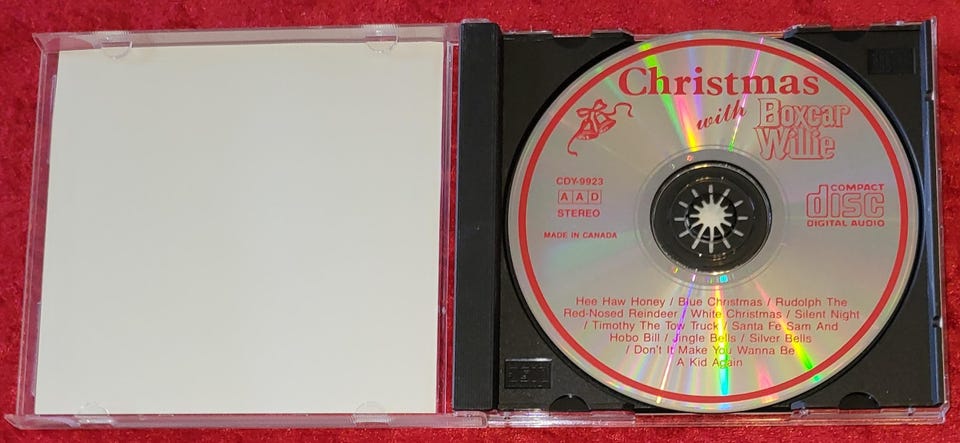 Christmas
with Boxcar
Willie
CDY-9923
AAD
STEREO
MADE IN CANADA
COMPACT
disc
DIGITAL AUDIO
Hee Haw Honey / Blue Christmas / Rudolph The
Red-Nosed Reindeer / White Christmas / Silent Night
/ Timothy The Tow Truck / Santa Fe Sam And
Hobo Bill / Jingle Bells / Silver Bells
/ Don't It Make You Wanna Be
A Kid Again